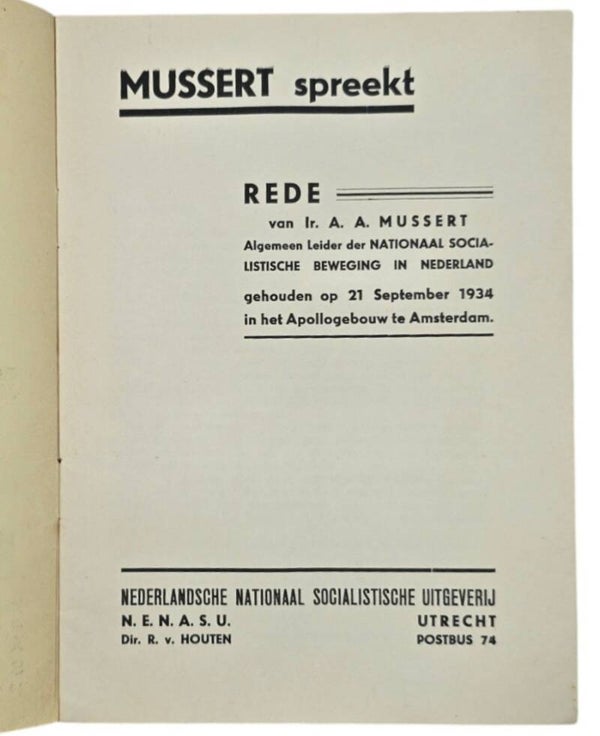 MUSSERT spreekt
REDE
van Ir. A. A. MUSSERT
Algemeen Leider der NATIONAAL SOCIA-
LISTISCHE BEWEGING IN NEDERLAND
gehouden op 21 September 1934
in het Apollogebouw te Amsterdam.
NEDERLANDSCHE NATIONAAL SOCIALISTISCHE UITGEVERIJ
N. E. N. A. S. U. UTRECHT
Dir. R. v. HOUTEN POSTBUS 74